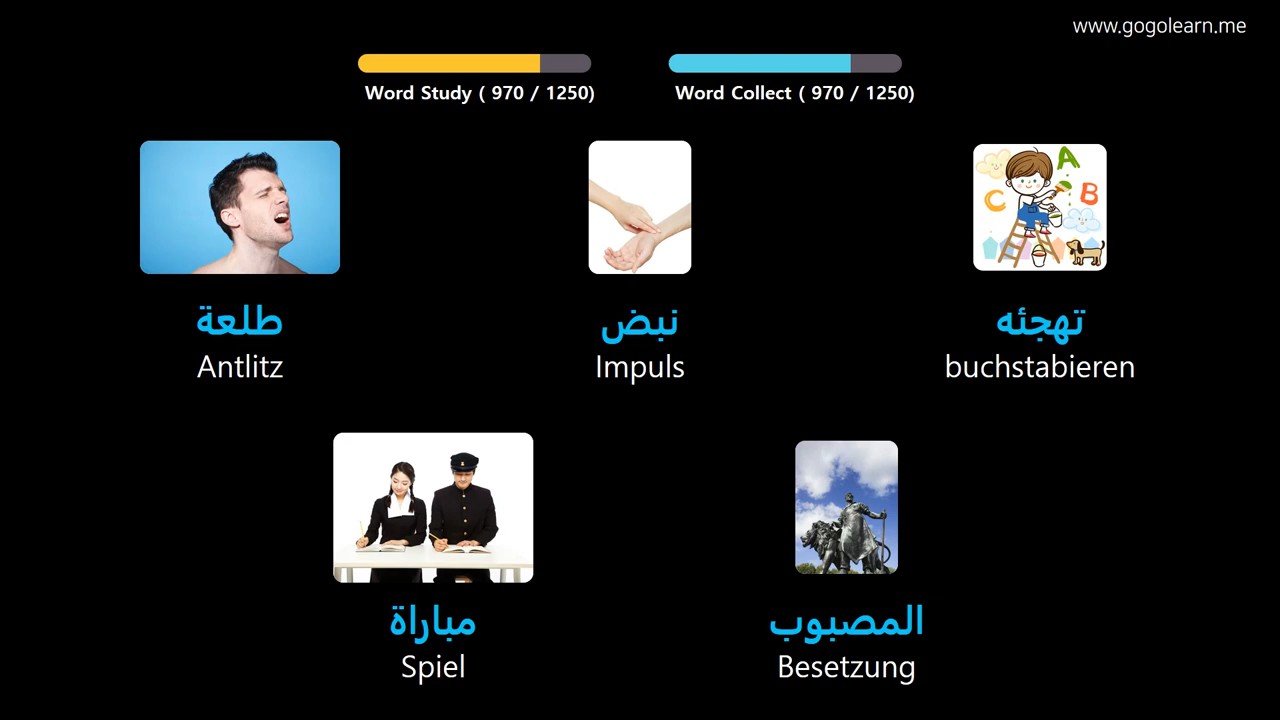 www.gogolearn.me
Word Study ( 970 / 1250)
Word Collect ( 970 / 1250)
طلعة
Antlitz
نبض
Impuls
تهجئه
buchstabieren
A
B
C
مباراة
Spiel
المصبوب
Besetzung